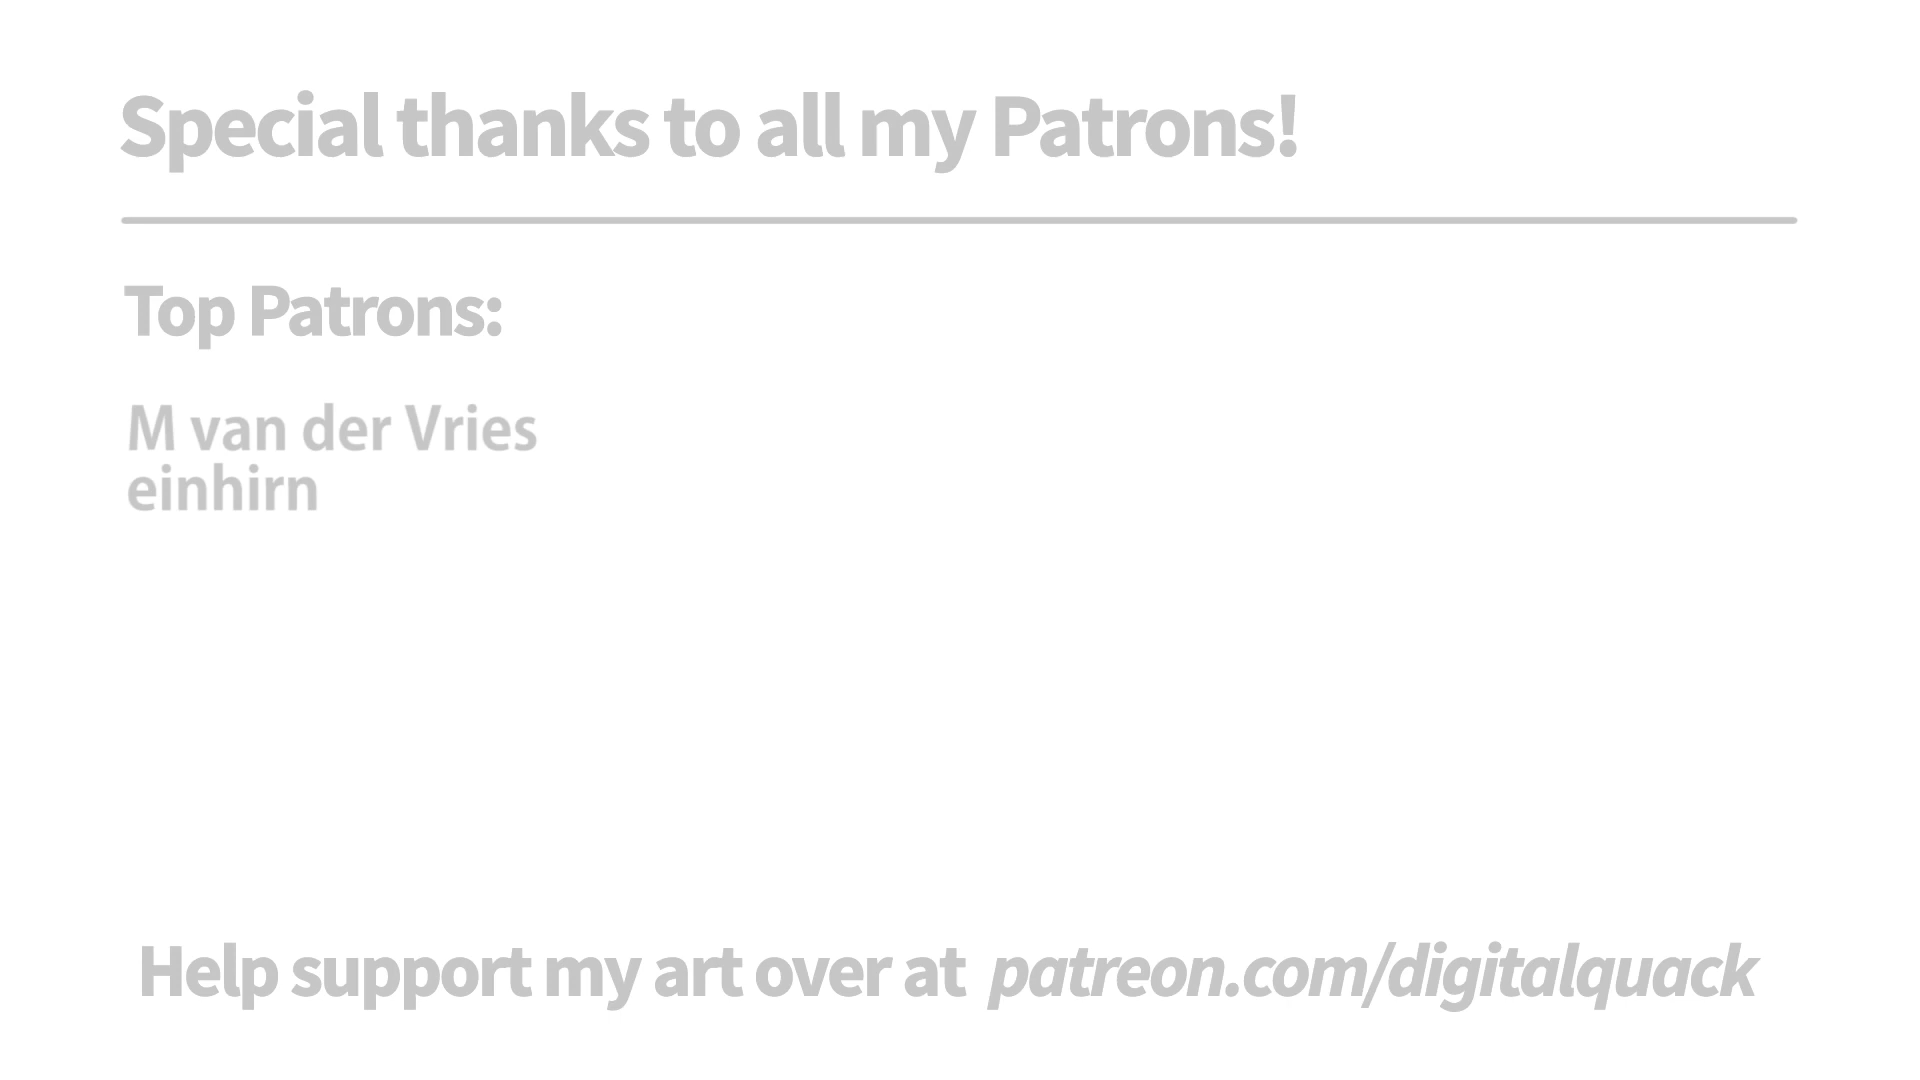 Special thanks to all my Patrons!
Top Patrons:
M van der Vries
einhirn
Help support my art over at patreon.com/digitalquack